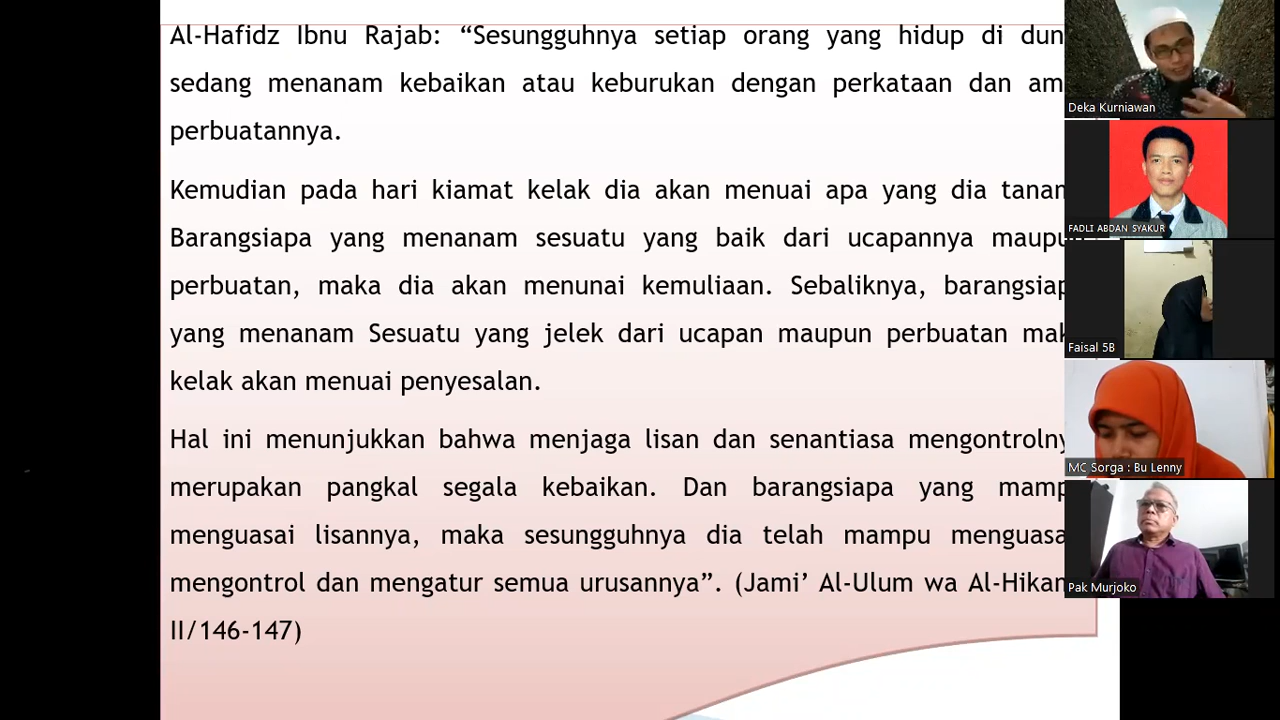 Al-Hafidz Ibnu Rajab: “Sesungguhnya setiap orang yang hidup di dun
sedang menanam kebaikan atau keburukan dengan perkataan dan am
perbuatannya.
Kemudian pada hari kiamat kelak dia akan menuai apa yang dia tanam
Barangsiapa yang menanam sesuatu yang baik dari ucapannya maupun
perbuatan, maka dia akan menunai kemuliaan. Sebaliknya, barangsiap
yang menanam Sesuatu yang jelek dari ucapan maupun perbuatan mak
kelak akan menuai penyesalan.
Hal ini menunjukkan bahwa menjaga lisan dan senantiasa mengontrolny
merupakan pangkal segala kebaikan. Dan barangsiapa yang mamp
menguasai lisannya, maka sesungguhnya dia telah mampu menguasa
mengontrol dan mengatur semua urusannya”. (Jami’ Al-Ulum wa Al-Hikam
II/146-147)
Deka Kurniawan
FADLI ABDAN SYAKUR
Faisal 5B
MC Sorga : Bu Lenny
Pak Murjoko